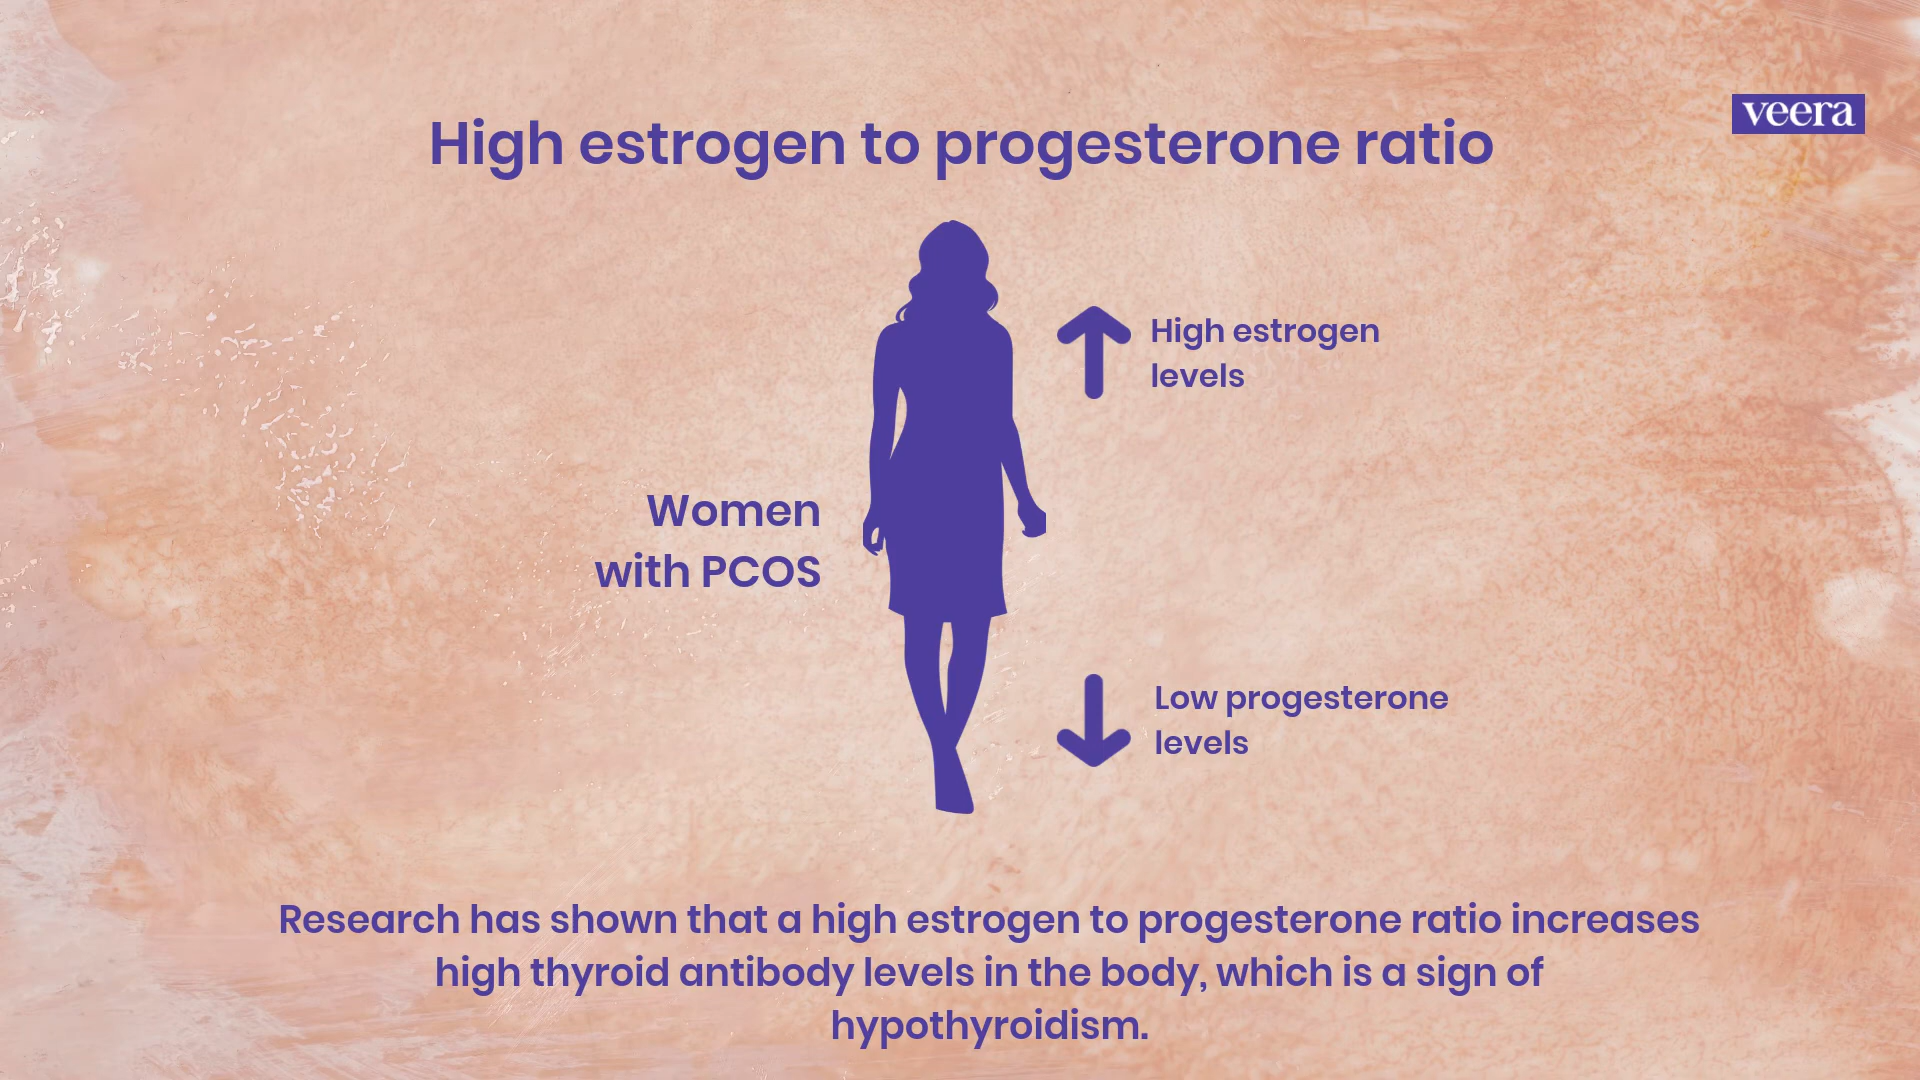 veera
High estrogen to progesterone ratio
High estrogen
levels
Women
with PCOS
Low progesterone
levels
Research has shown that a high estrogen to progesterone ratio increases
high thyroid antibody levels in the body, which is a sign of
hypothyroidism.